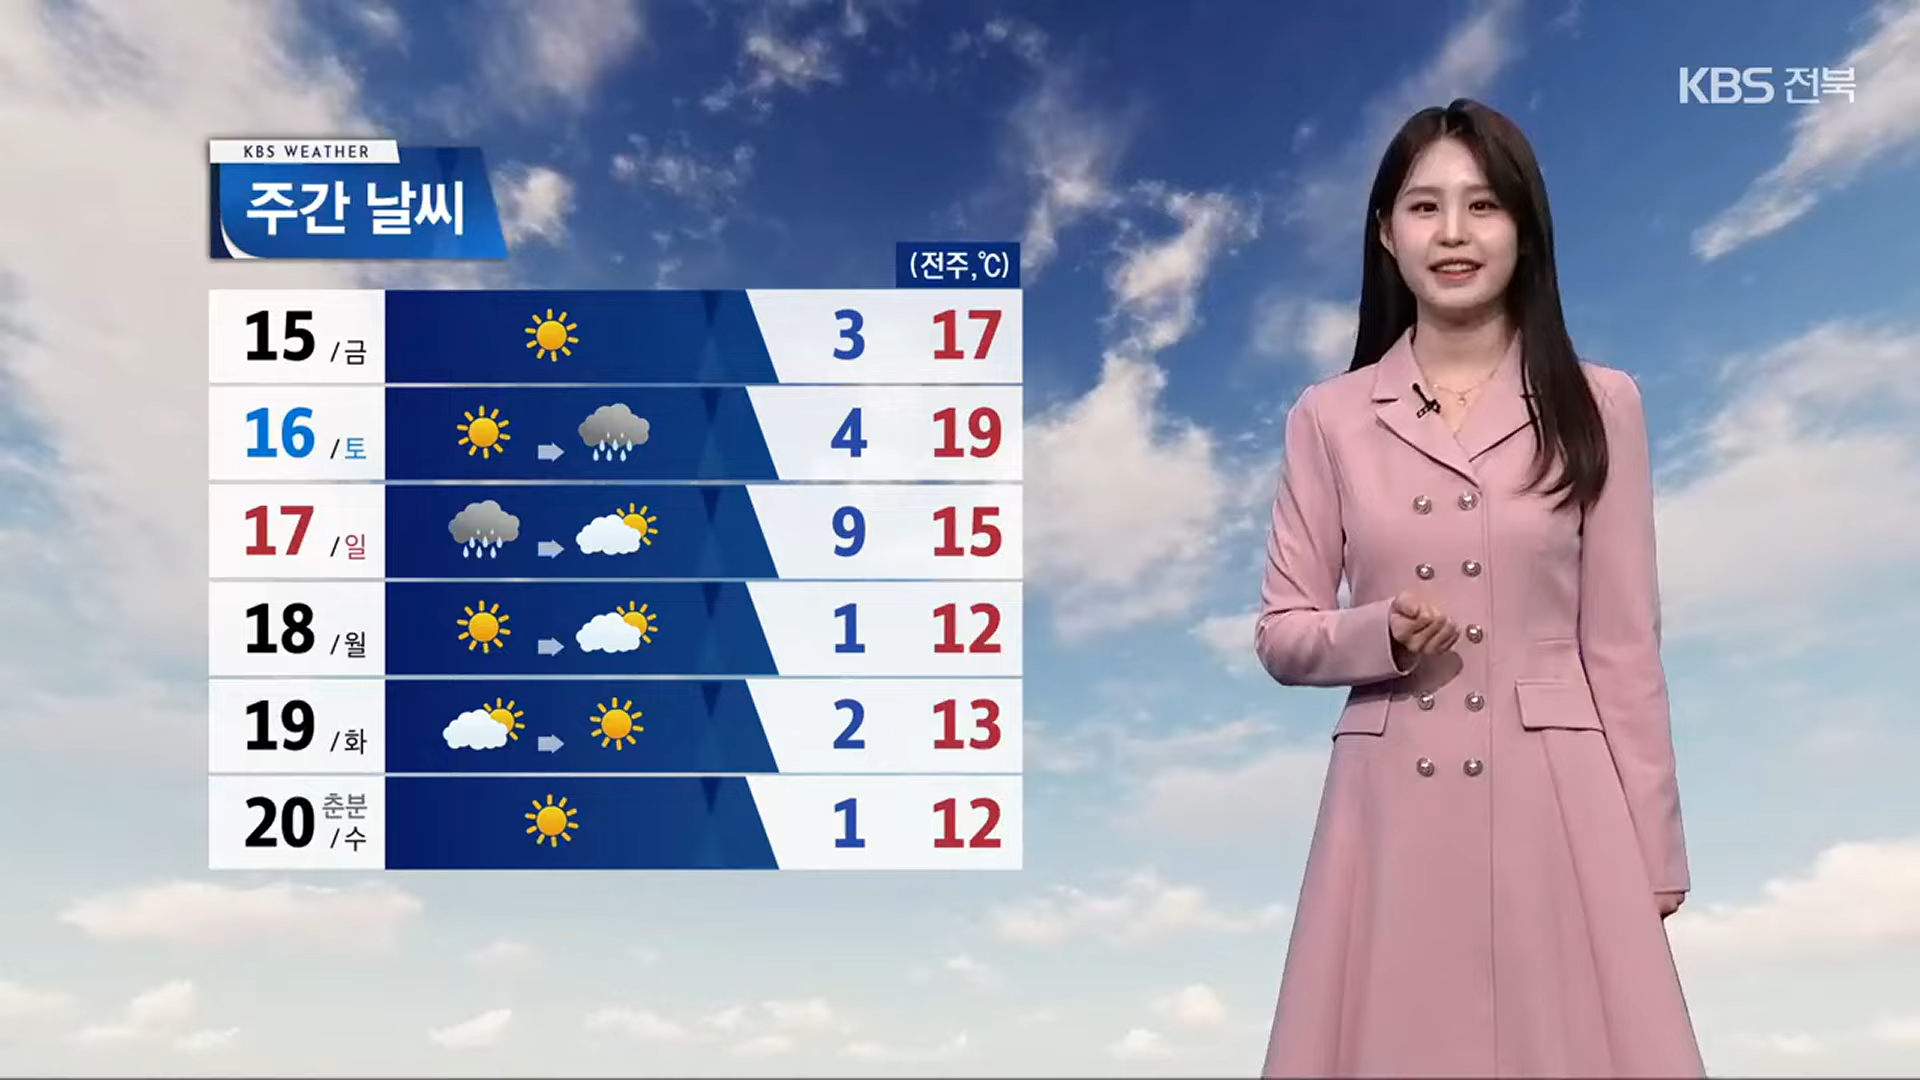 KBS 전북
KBS WEATHER
주간 날씨
(전주,℃)
15 /금 3 17
16 /토 4 19
17 /일 9 15
18 /월 1 12
19 /화 2 13
20 춘분 /수 1 12